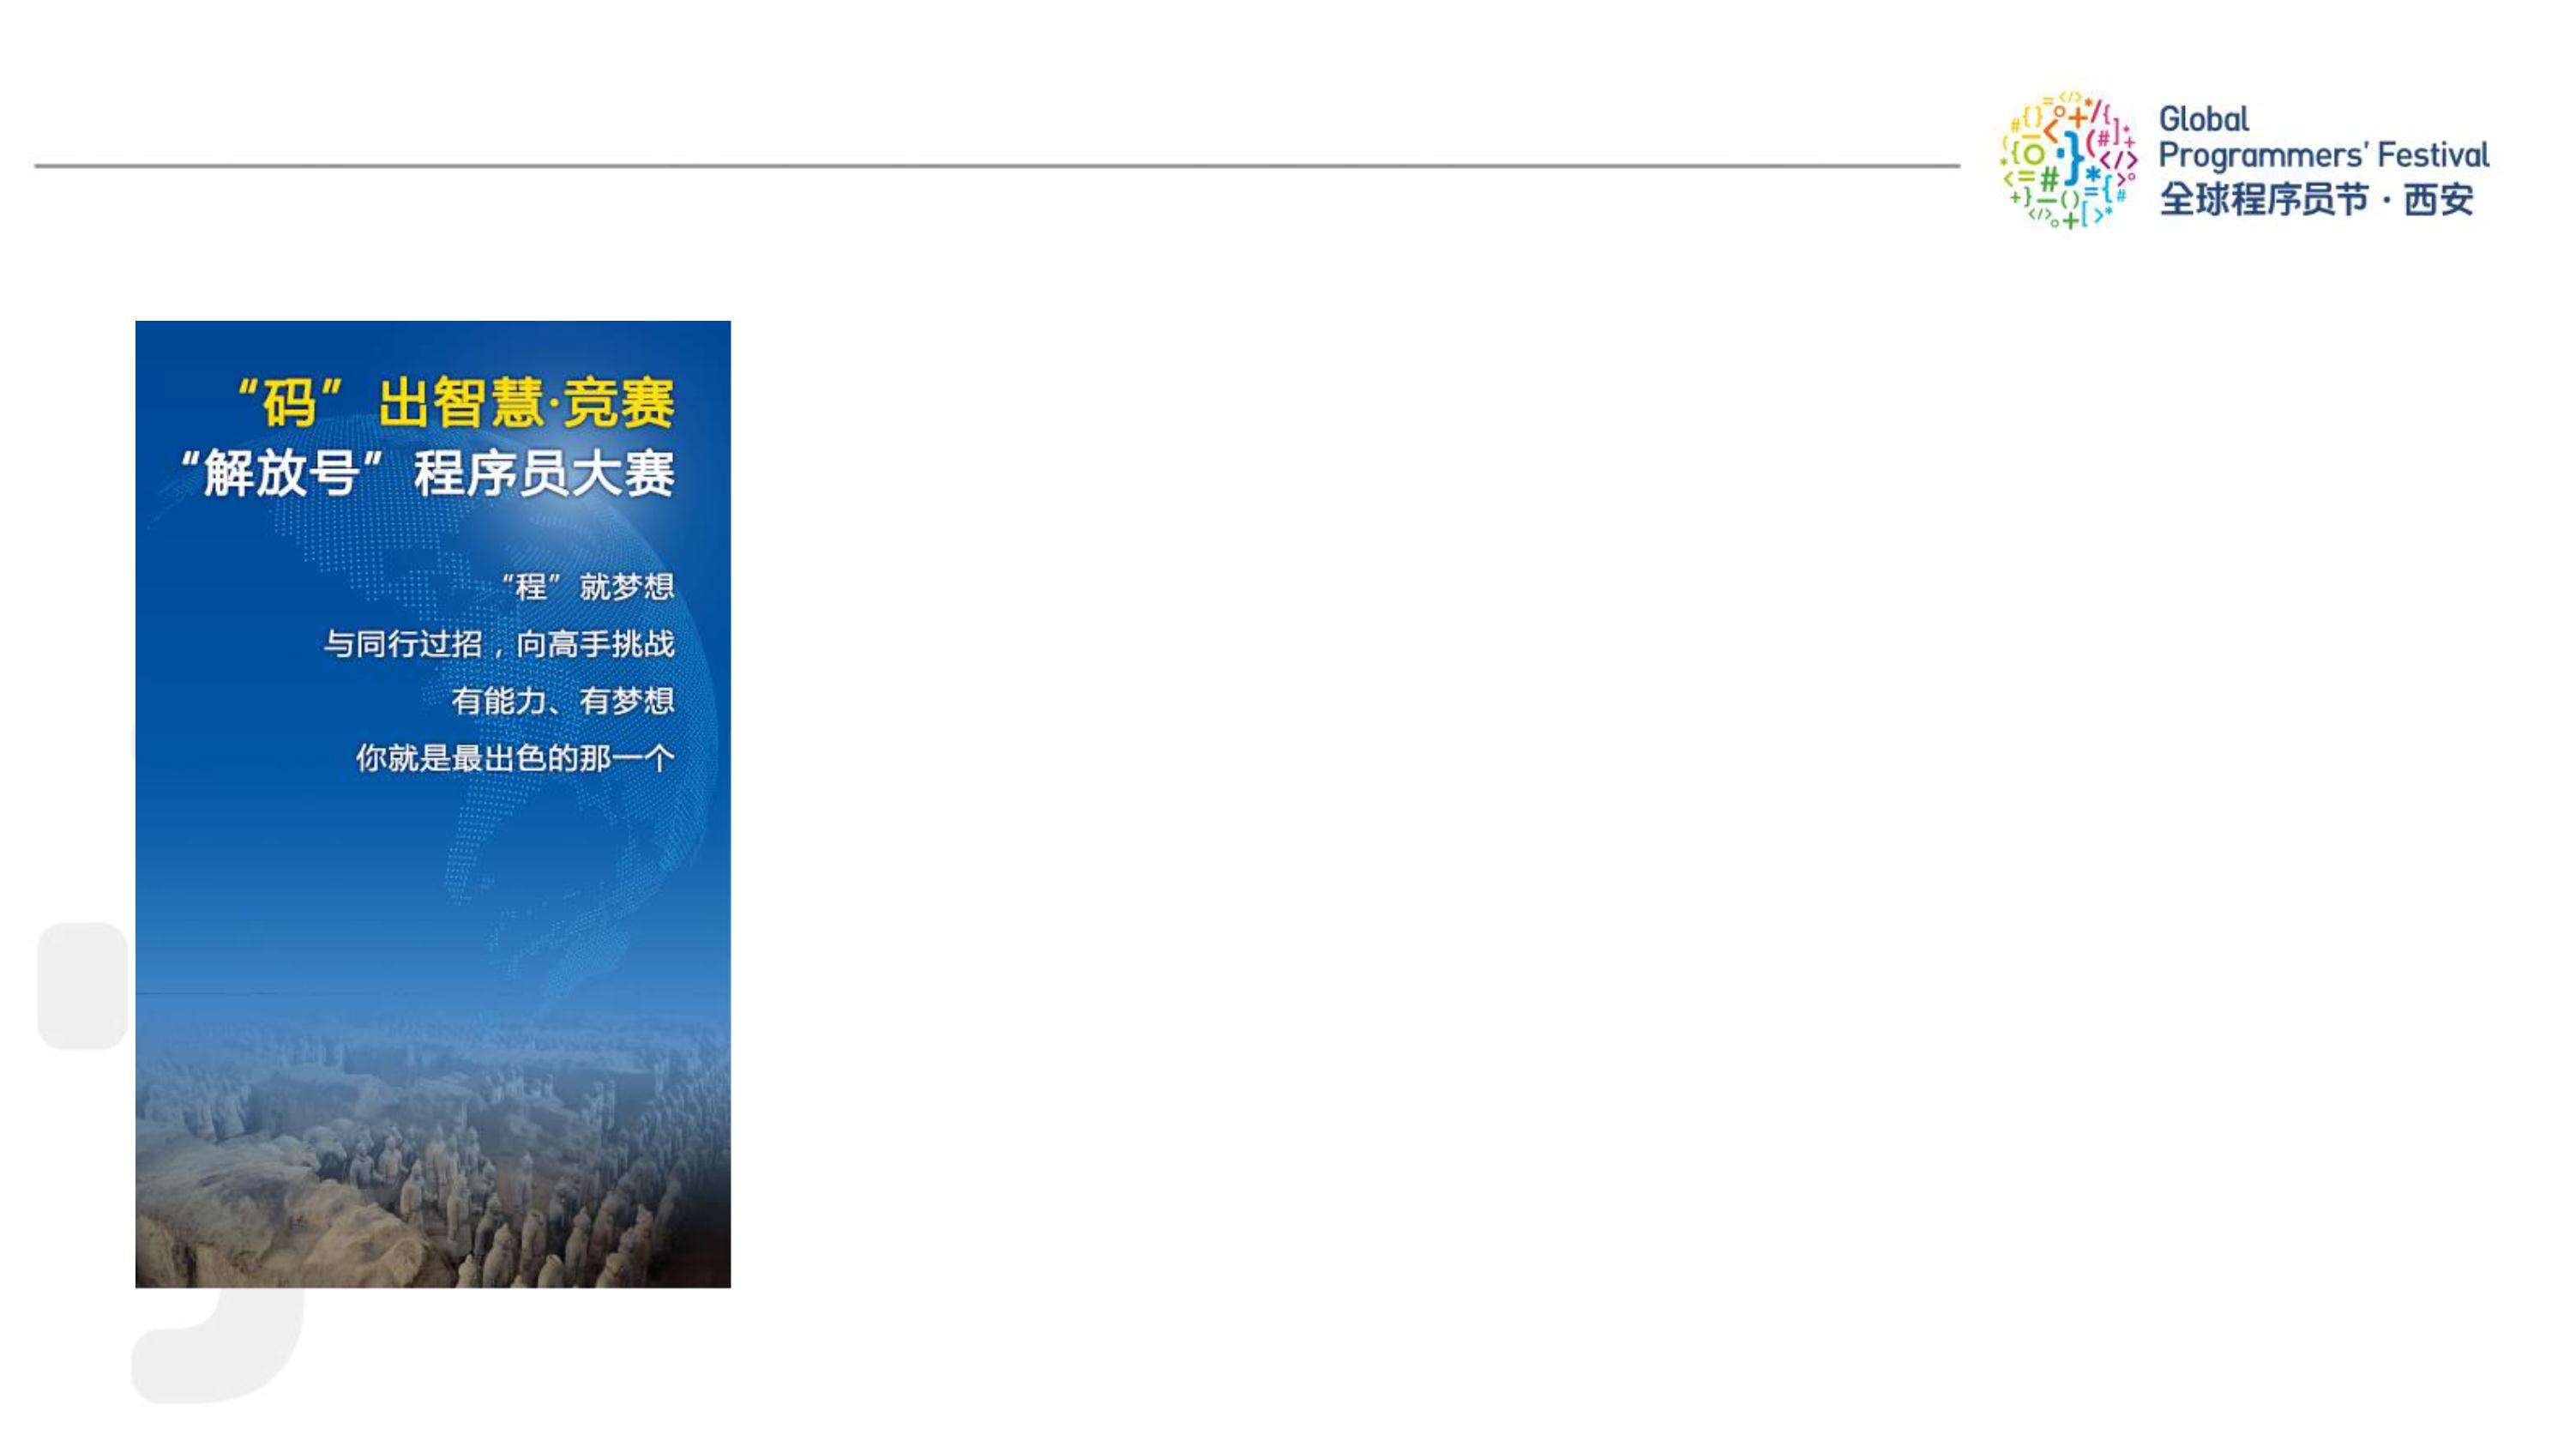 Global
Programmers' Festival
全球程序员节·西安
“码”出智慧·竞赛
“解放号”程序员大赛
“程”就梦想
与同行过招，向高手挑战
有能力、有梦想
你就是最出色的那一个